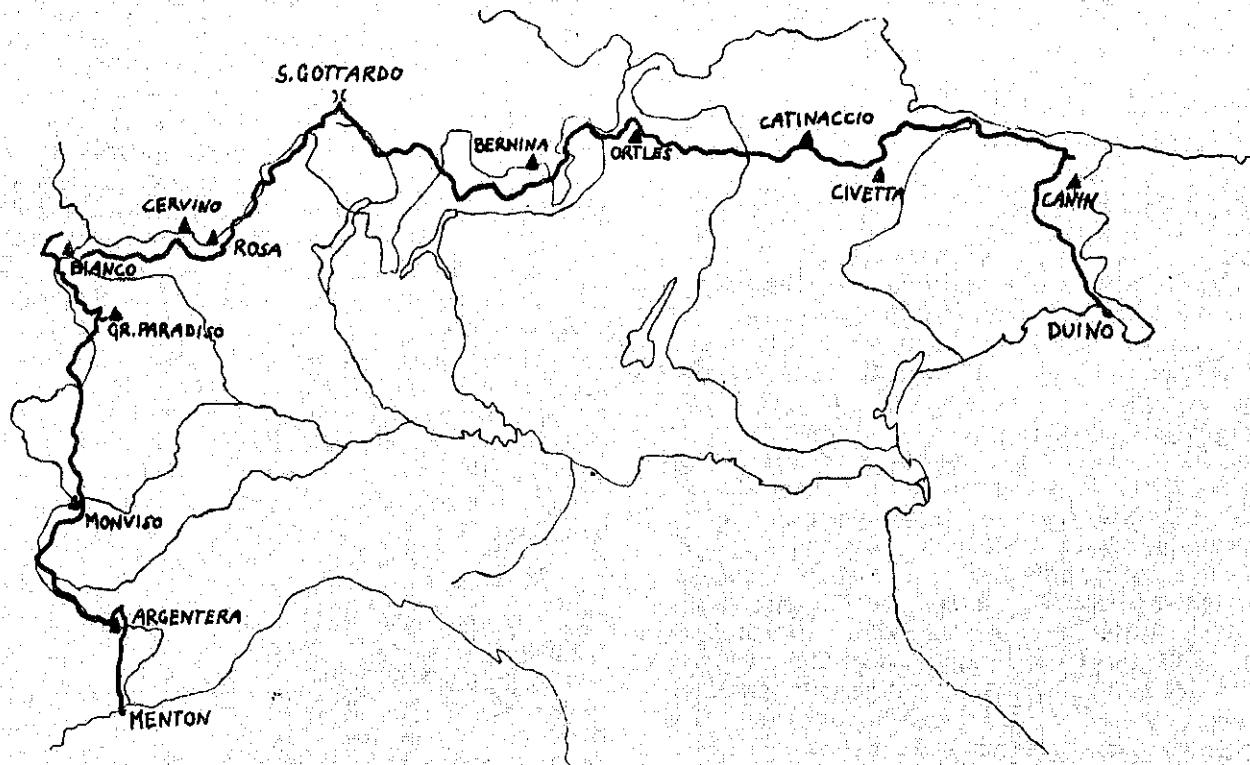 S. GOTTARDO
BERNINA
ORTLES
CATINACCIO
CIVETTA
CANIN
CERVINO
ROSA
BIANCO
GR. PARADISO
DUINO
MONVISO
ARGENTERA
MENTON